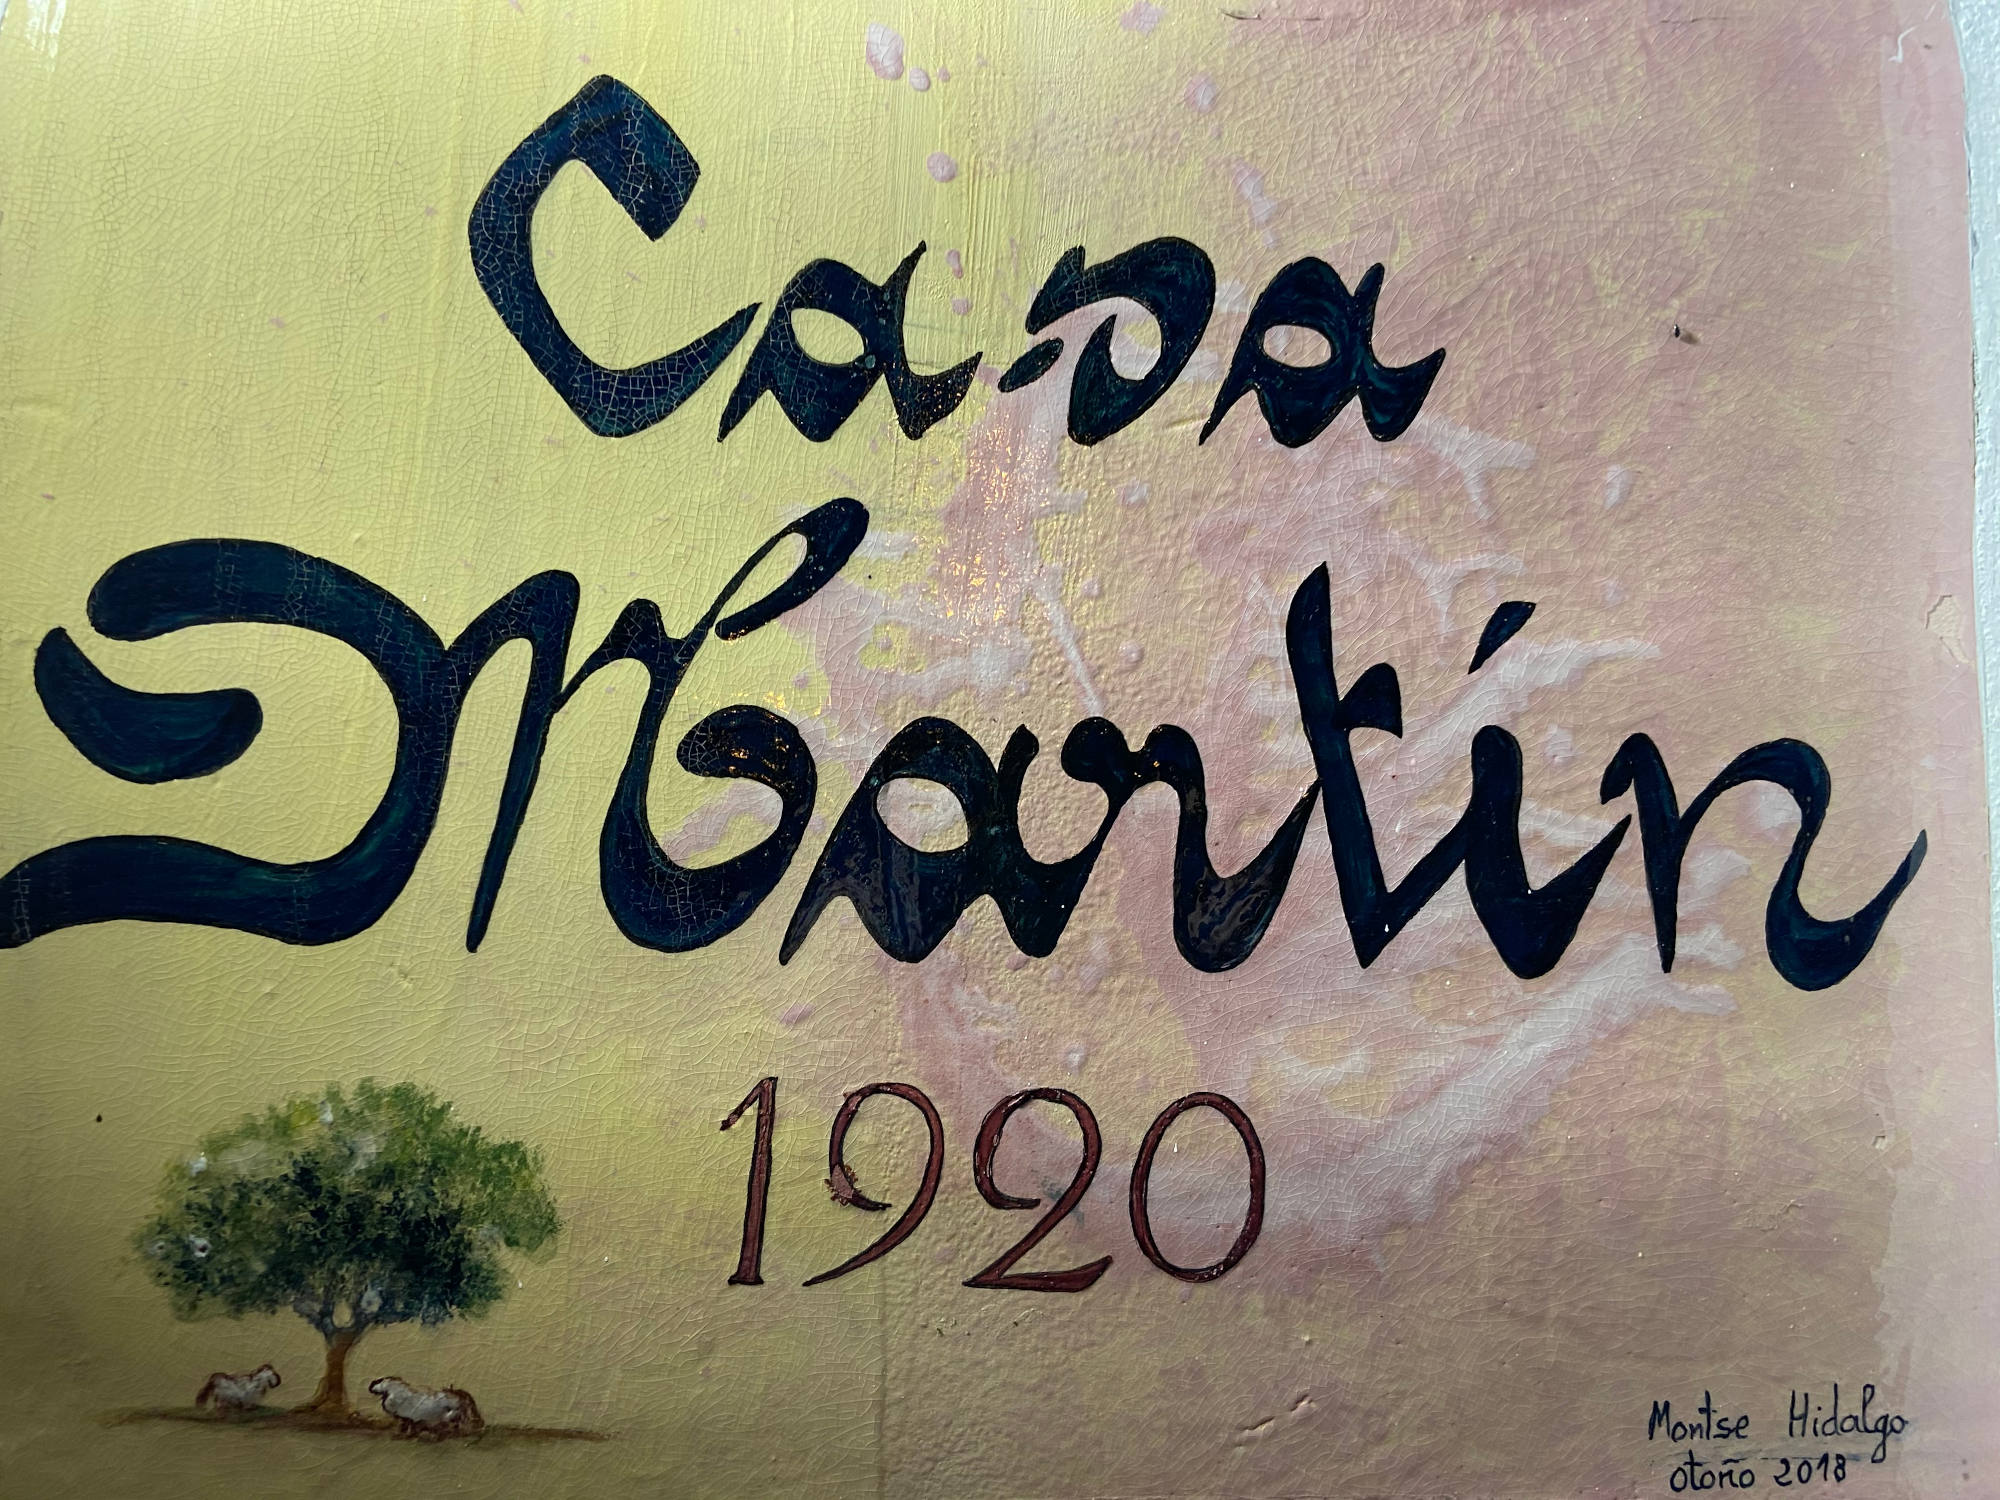 Casa
Martín
1920
Montse Hidalgo
otoño 2018